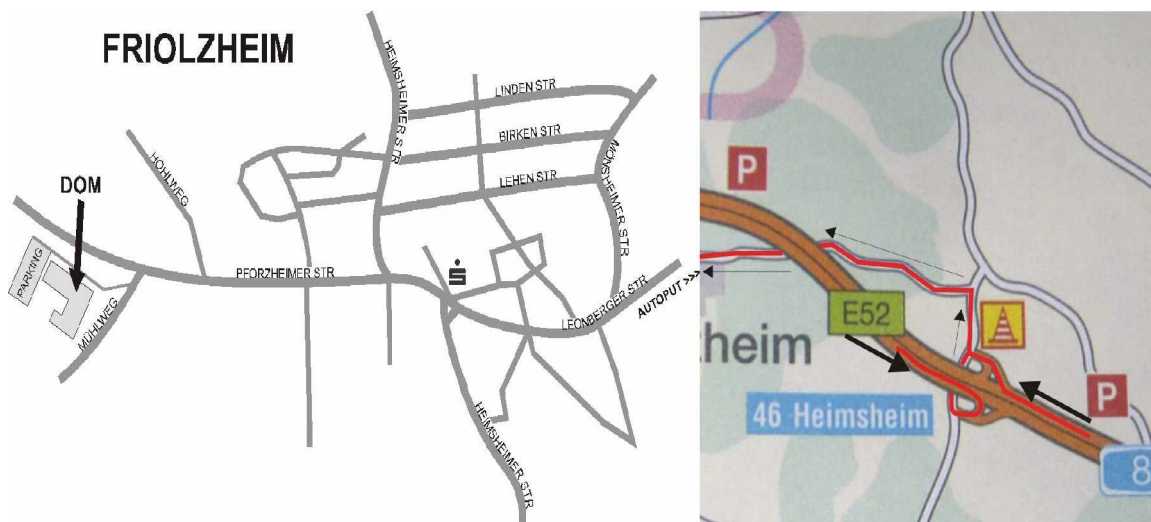 FRIOLZHEIM
HEIMSHEIMER STR
LINDEN STR
BIRKEN STR
LEHEN STR
MÖNSHEIMER STR
HOHLWEG
DOM
PARKING
PFORZHEIMER STR
MÜHLWEG
LEONBERGER STR
AUTOPUT >>>
HEIMSHEIMER STR
P
E52
heim
46 Heimsheim
P
8